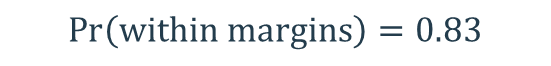 Pr(within margins) = 0.83